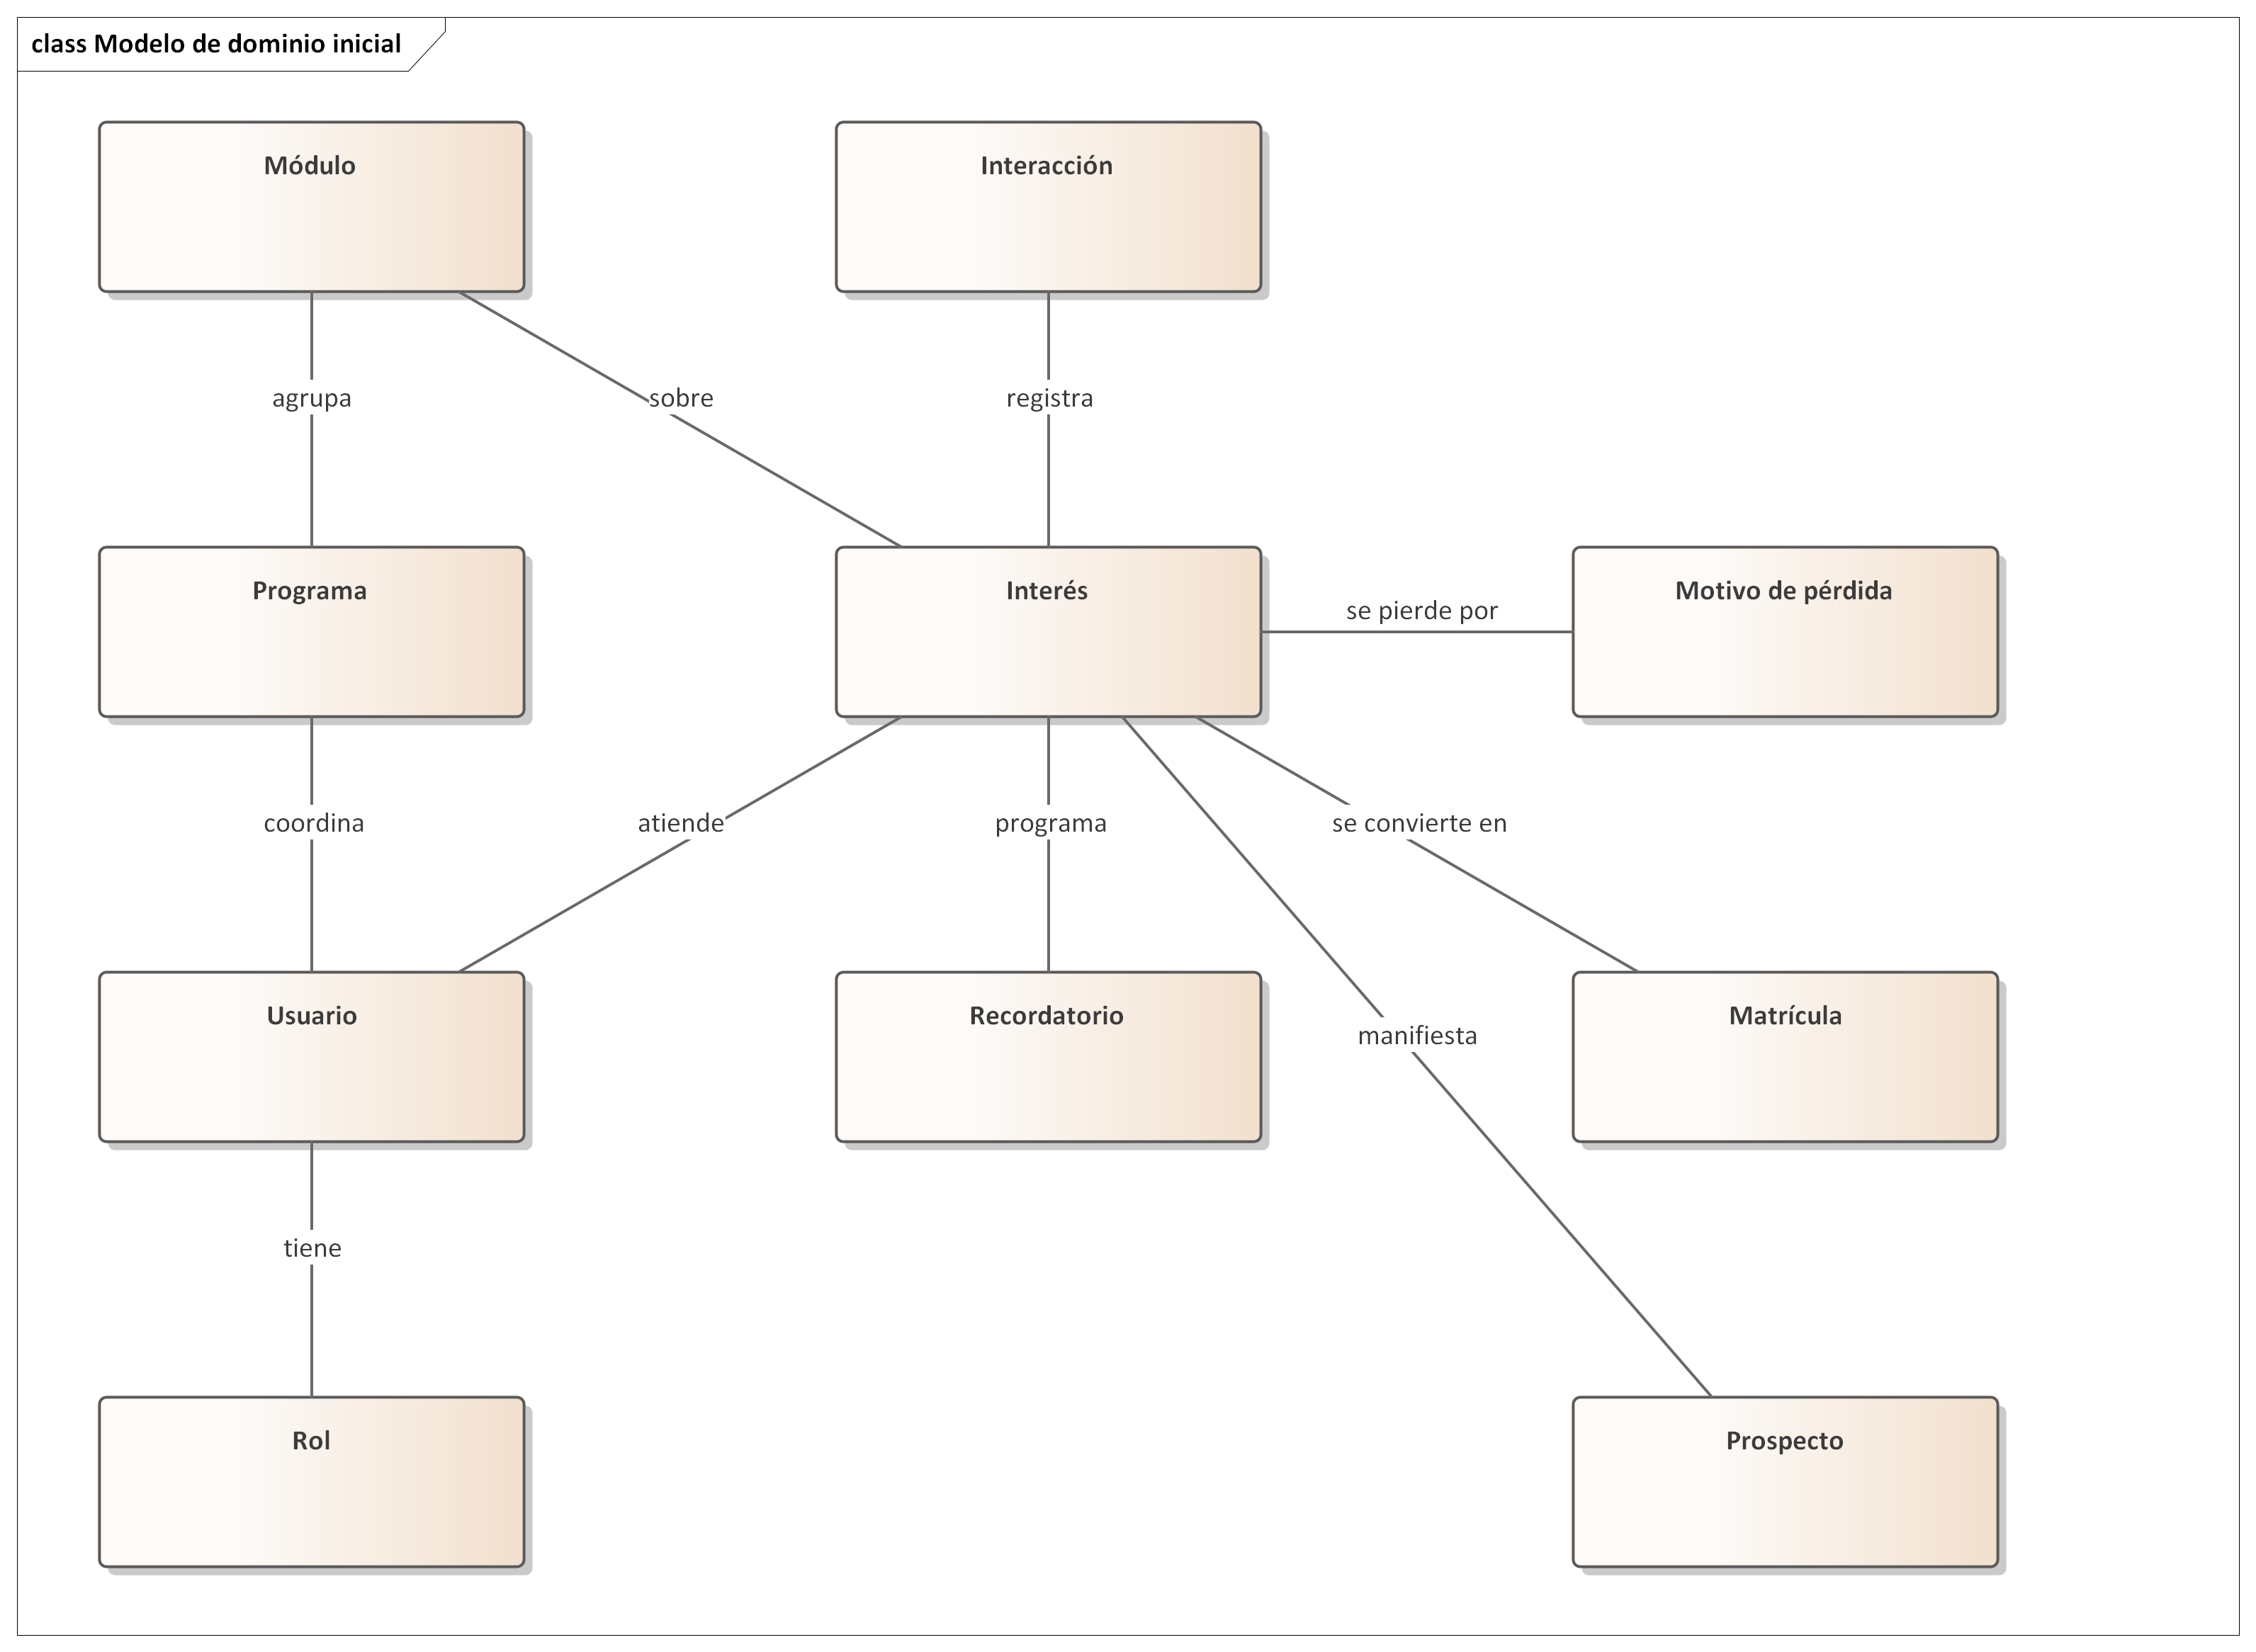 class Modelo de dominio inicial
Módulo
Interacción
agrupa
sobre
registra
Programa
Interés
se pierde por
Motivo de pérdida
coordina
atiende
programa
se convierte en
Usuario
Recordatorio
manifiesta
Matrícula
tiene
Rol
Prospecto